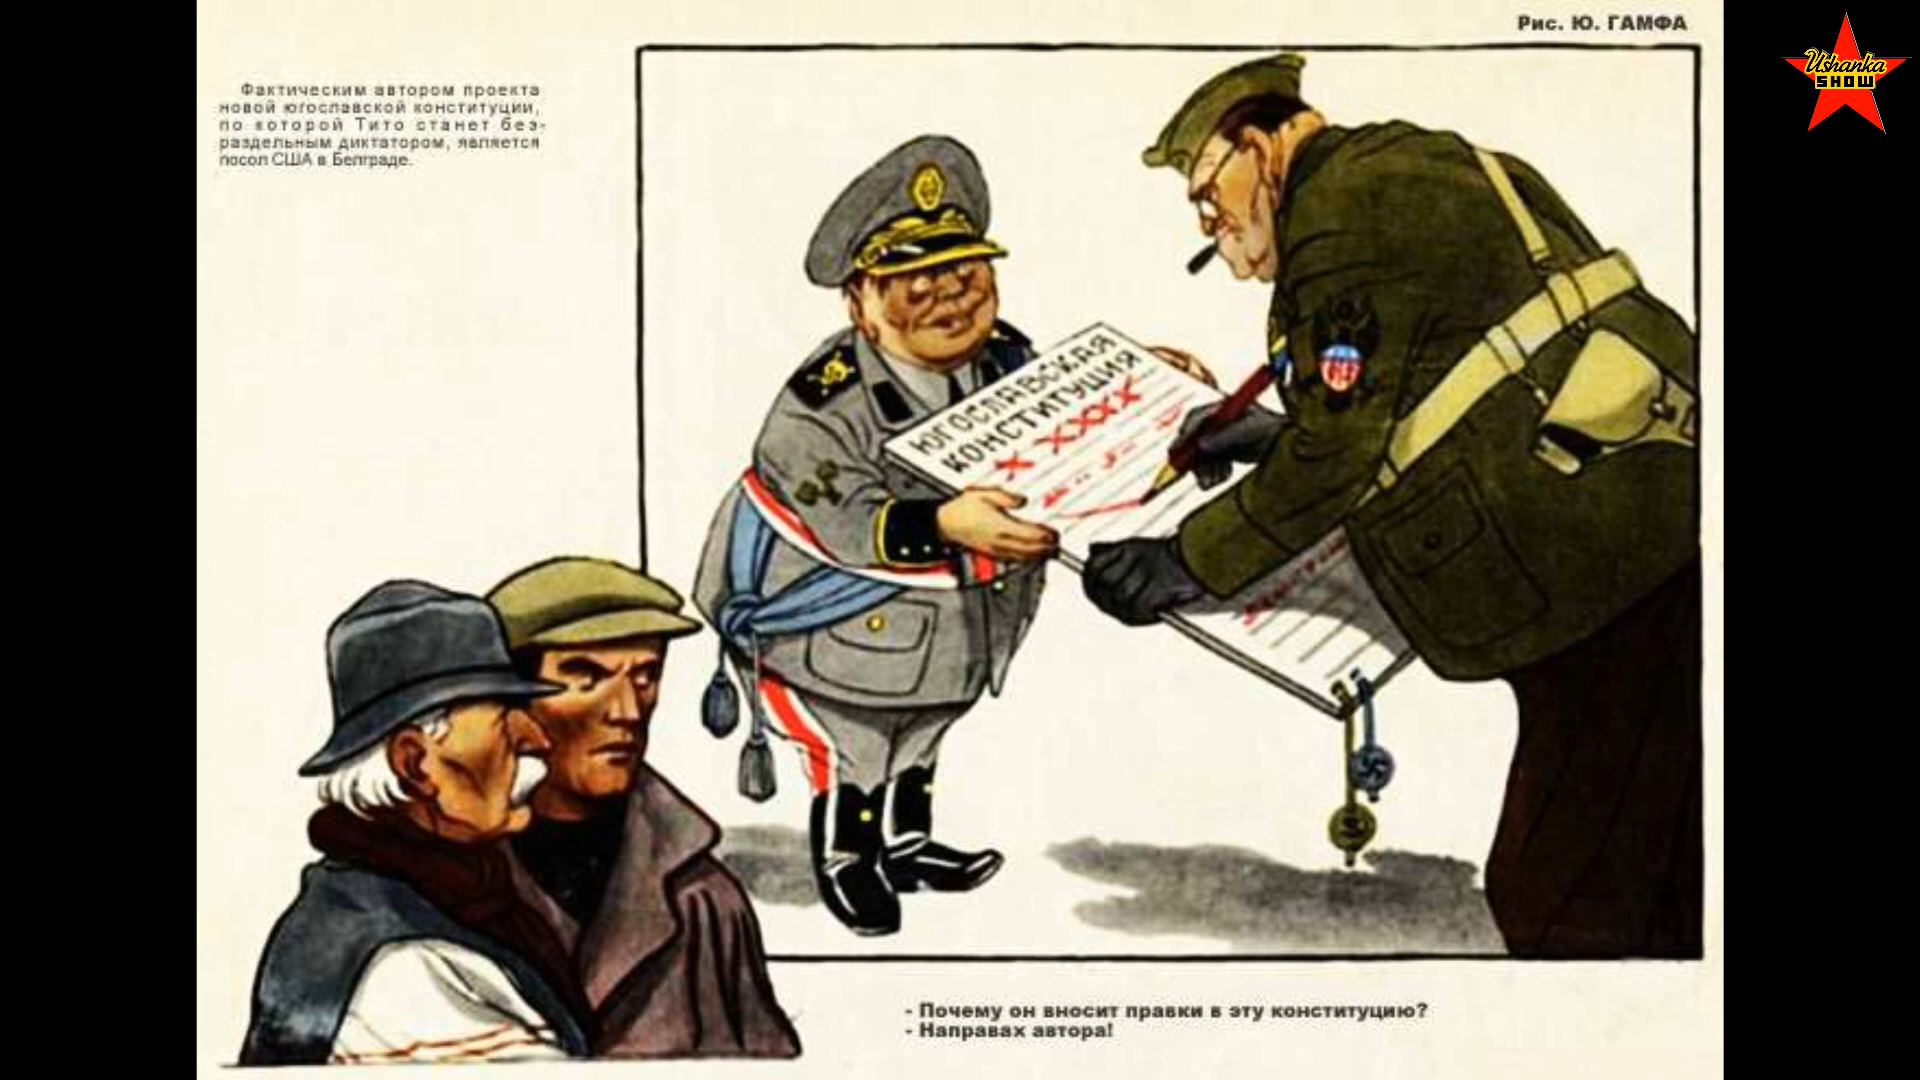 Рис. Ю. ГАМФА
Ushanka
SHOW
Фактическим автором проекта
новой югославской конституции,
по которой Тито станет без-
раздельным диктатором, является
посол США в Белграде.
ЮГОСЛАВСКАЯ
КОНСТИТУЦИЯ
X XXXX
- Почему он вносит правки в эту конституцию?
- Направах автора!